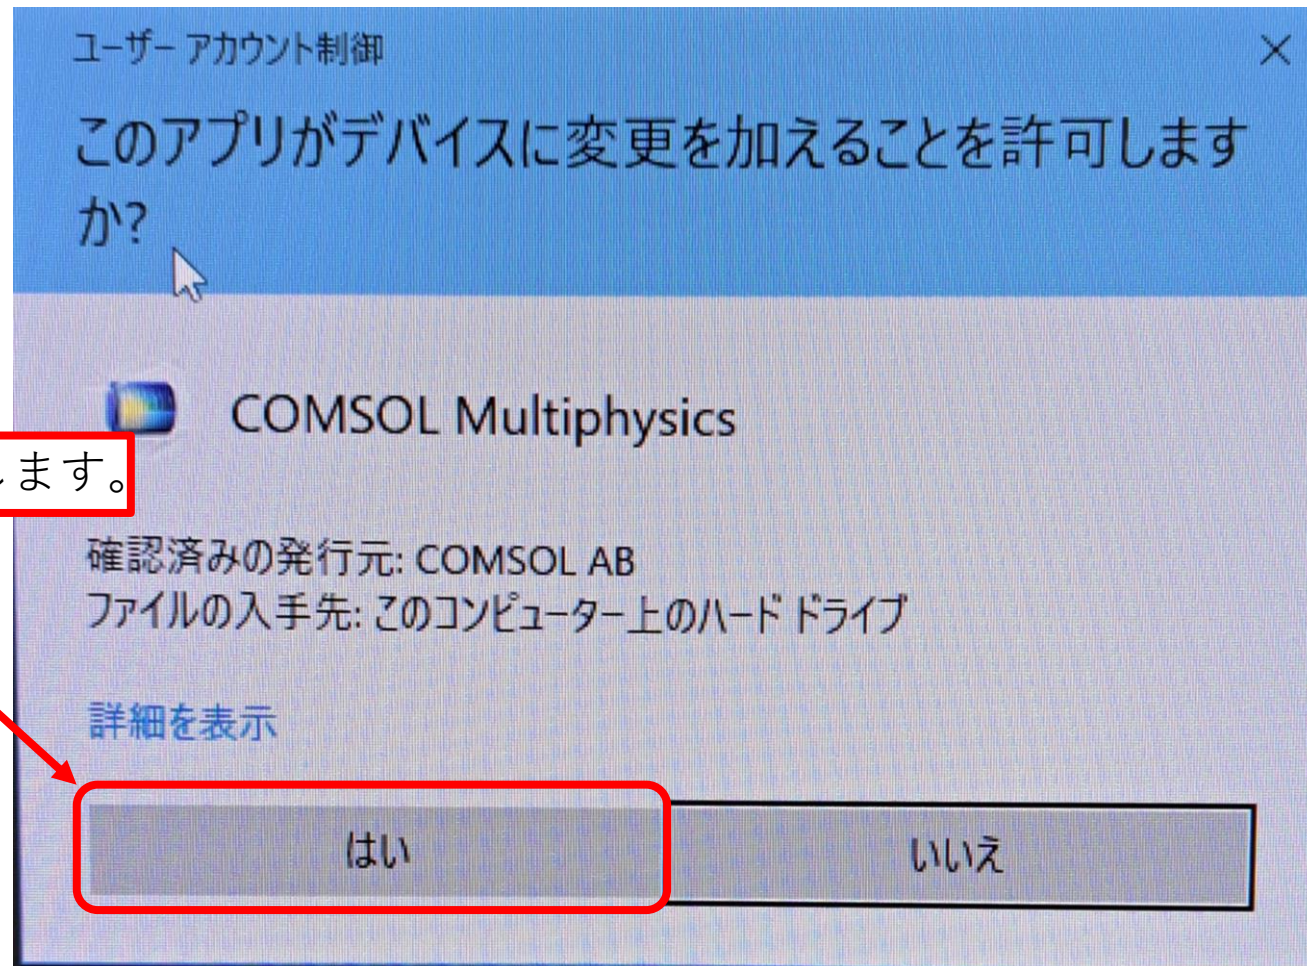 ユーザー アカウント制御
このアプリがデバイスに変更を加えることを許可します
か?
COMSOL Multiphysics
します。
確認済みの発行元: COMSOL AB
ファイルの入手先: このコンピューター上のハード ドライブ
詳細を表示
はい
いいえ